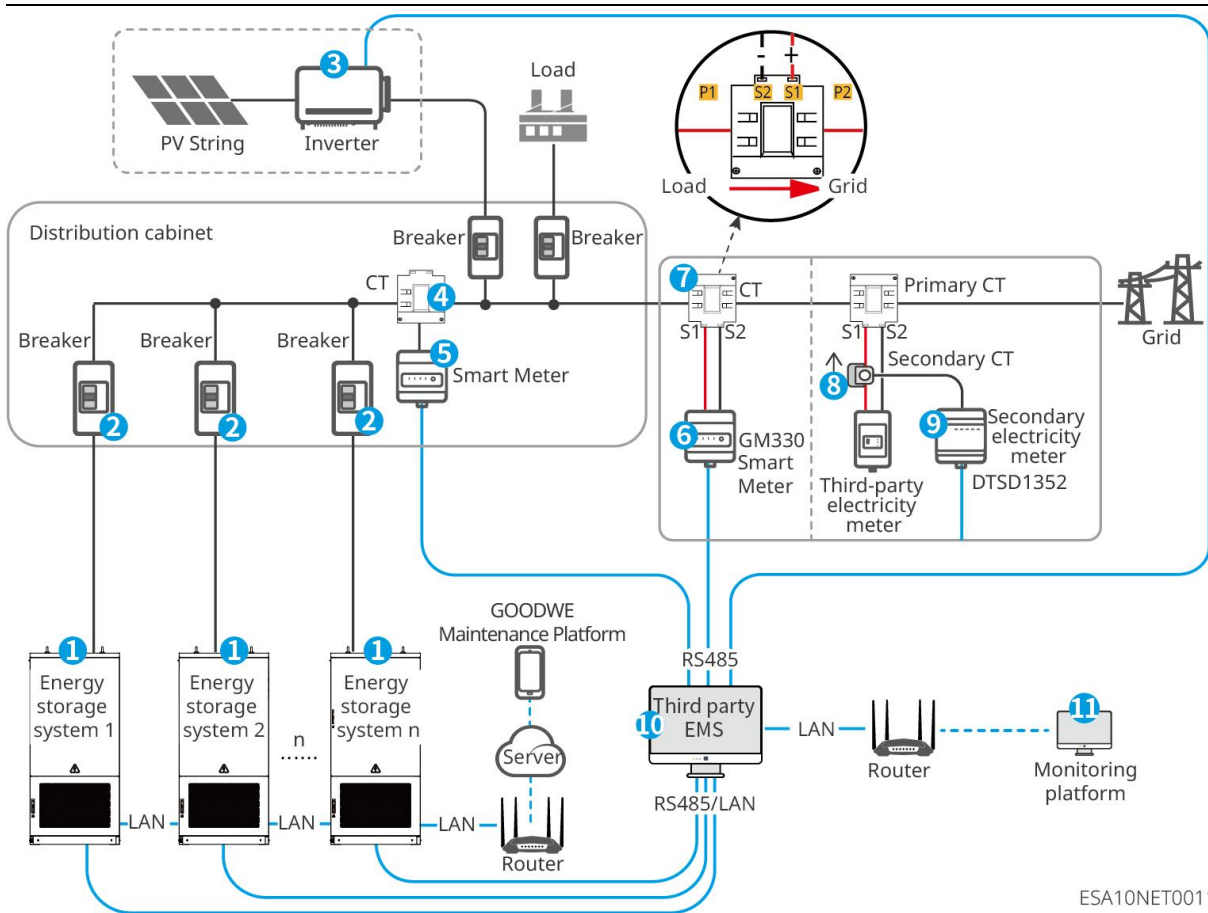 3
PV String
Inverter
Load
- +
P1 S2 S1 P2
Load Grid
Distribution cabinet
Breaker
Breaker
CT
4
7
CT
Primary CT
S1 S2
S1 S2
Grid
Breaker
Breaker
Breaker
5
Smart Meter
Secondary CT
8
2
2
2
6
GM330
Smart
Meter
Third-party
electricity
meter
9
Secondary
electricity
meter
DTSD1352
1
Energy
storage
system 1
1
Energy
storage
system 2
n
......
1
Energy
storage
system n
LAN
LAN
LAN
GOODWE
Maintenance Platform
Server
Router
RS485
10
Third party
EMS
RS485/LAN
LAN
Router
11
Monitoring
platform